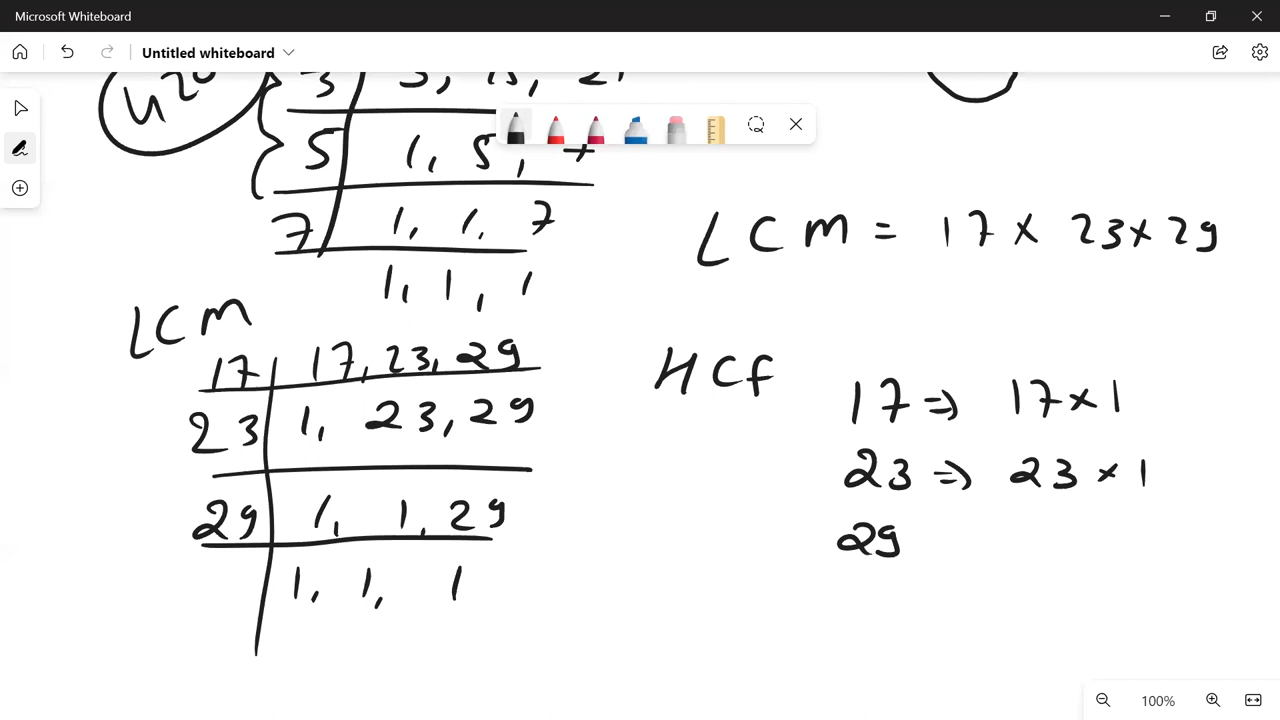 Microsoft Whiteboard
Untitled whiteboard
420
5 | 1, 5, 7
7 | 1, 1, 7
1, 1, 1
LCM = 17 × 23 × 29
LCM
17 | 17, 23, 29
23 | 1, 23, 29
29 | 1, 1, 29
1, 1, 1
HCf
17 ⇒ 17 × 1
23 ⇒ 23 × 1
29
100%